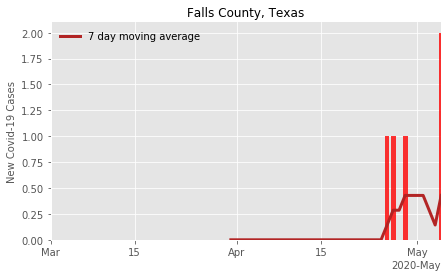 Falls County, Texas
7 day moving average
New Covid-19 Cases
2.00
1.75
1.50
1.25
1.00
0.75
0.50
0.25
0.00
Mar 15 Apr 15 May
2020-May